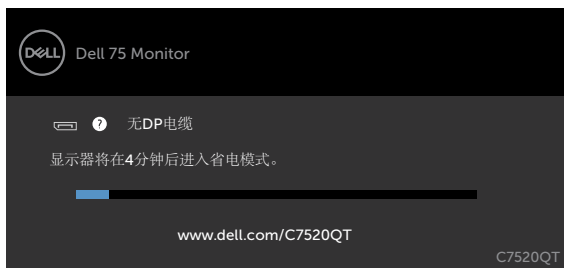 DELL
Dell 75 Monitor
? 无DP电缆
显示器将在4分钟后进入省电模式。
www.dell.com/C7520QT
C7520QT